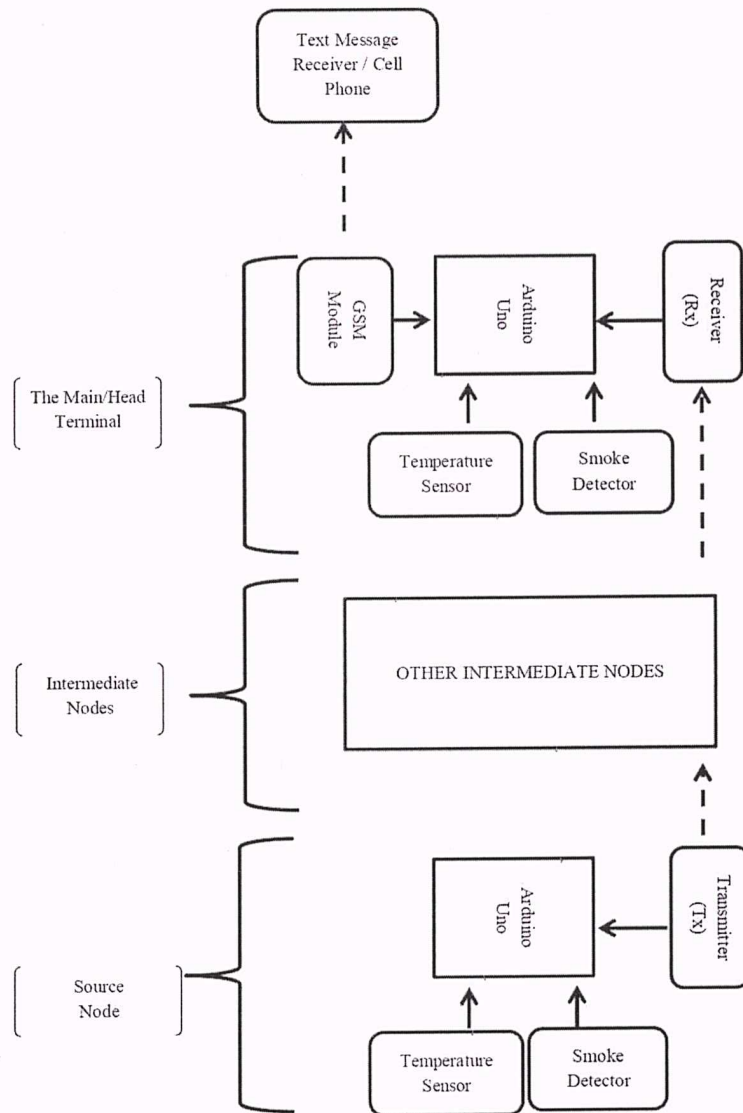 Text Message
Receiver / Cell
Phone
The Main/Head
Terminal
GSM
Module
Arduino
Uno
Receiver
(Rx)
Temperature
Sensor
Smoke
Detector
Intermediate
Nodes
OTHER INTERMEDIATE NODES
Source
Node
Arduino
Uno
Transmitter
(Tx)
Temperature
Sensor
Smoke
Detector